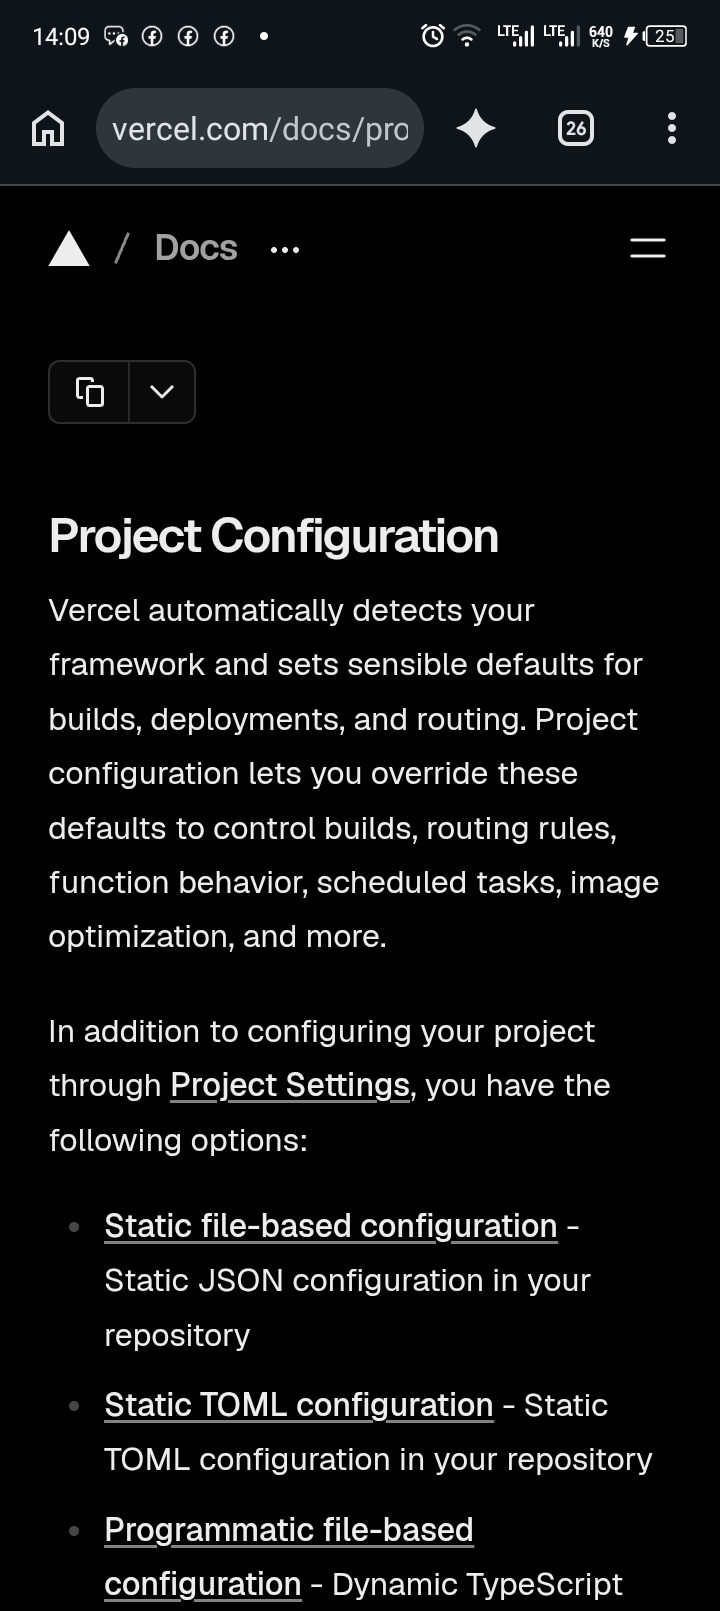 14:09
LTE LTE 640 K/S 25
vercel.com/docs/pro
26
/ Docs ...
Project Configuration
Vercel automatically detects your
framework and sets sensible defaults for
builds, deployments, and routing. Project
configuration lets you override these
defaults to control builds, routing rules,
function behavior, scheduled tasks, image
optimization, and more.
In addition to configuring your project
through Project Settings, you have the
following options:
• Static file-based configuration -
Static JSON configuration in your
repository
• Static TOML configuration - Static
TOML configuration in your repository
• Programmatic file-based
configuration - Dynamic TypeScript